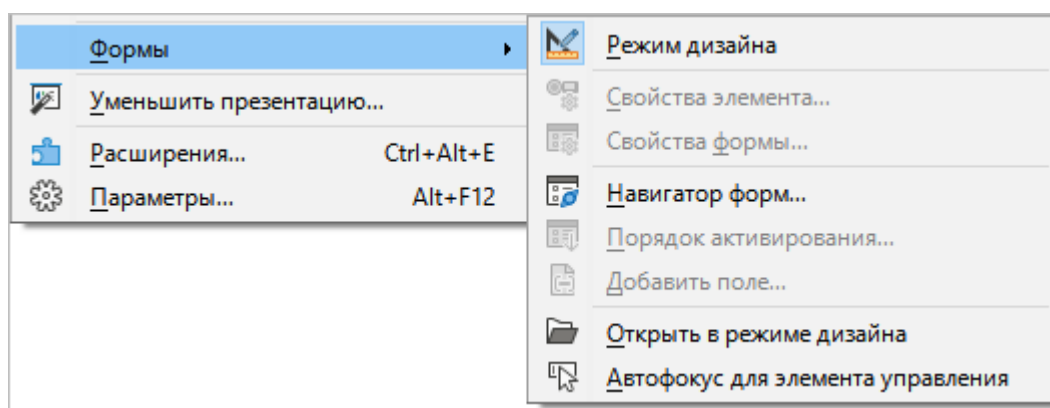 Формы
Уменьшить презентацию...
Расширения... Ctrl+Alt+E
Параметры... Alt+F12
Режим дизайна
Свойства элемента...
Свойства формы...
Навигатор форм...
Порядок активирования...
Добавить поле...
Открыть в режиме дизайна
Автофокус для элемента управления